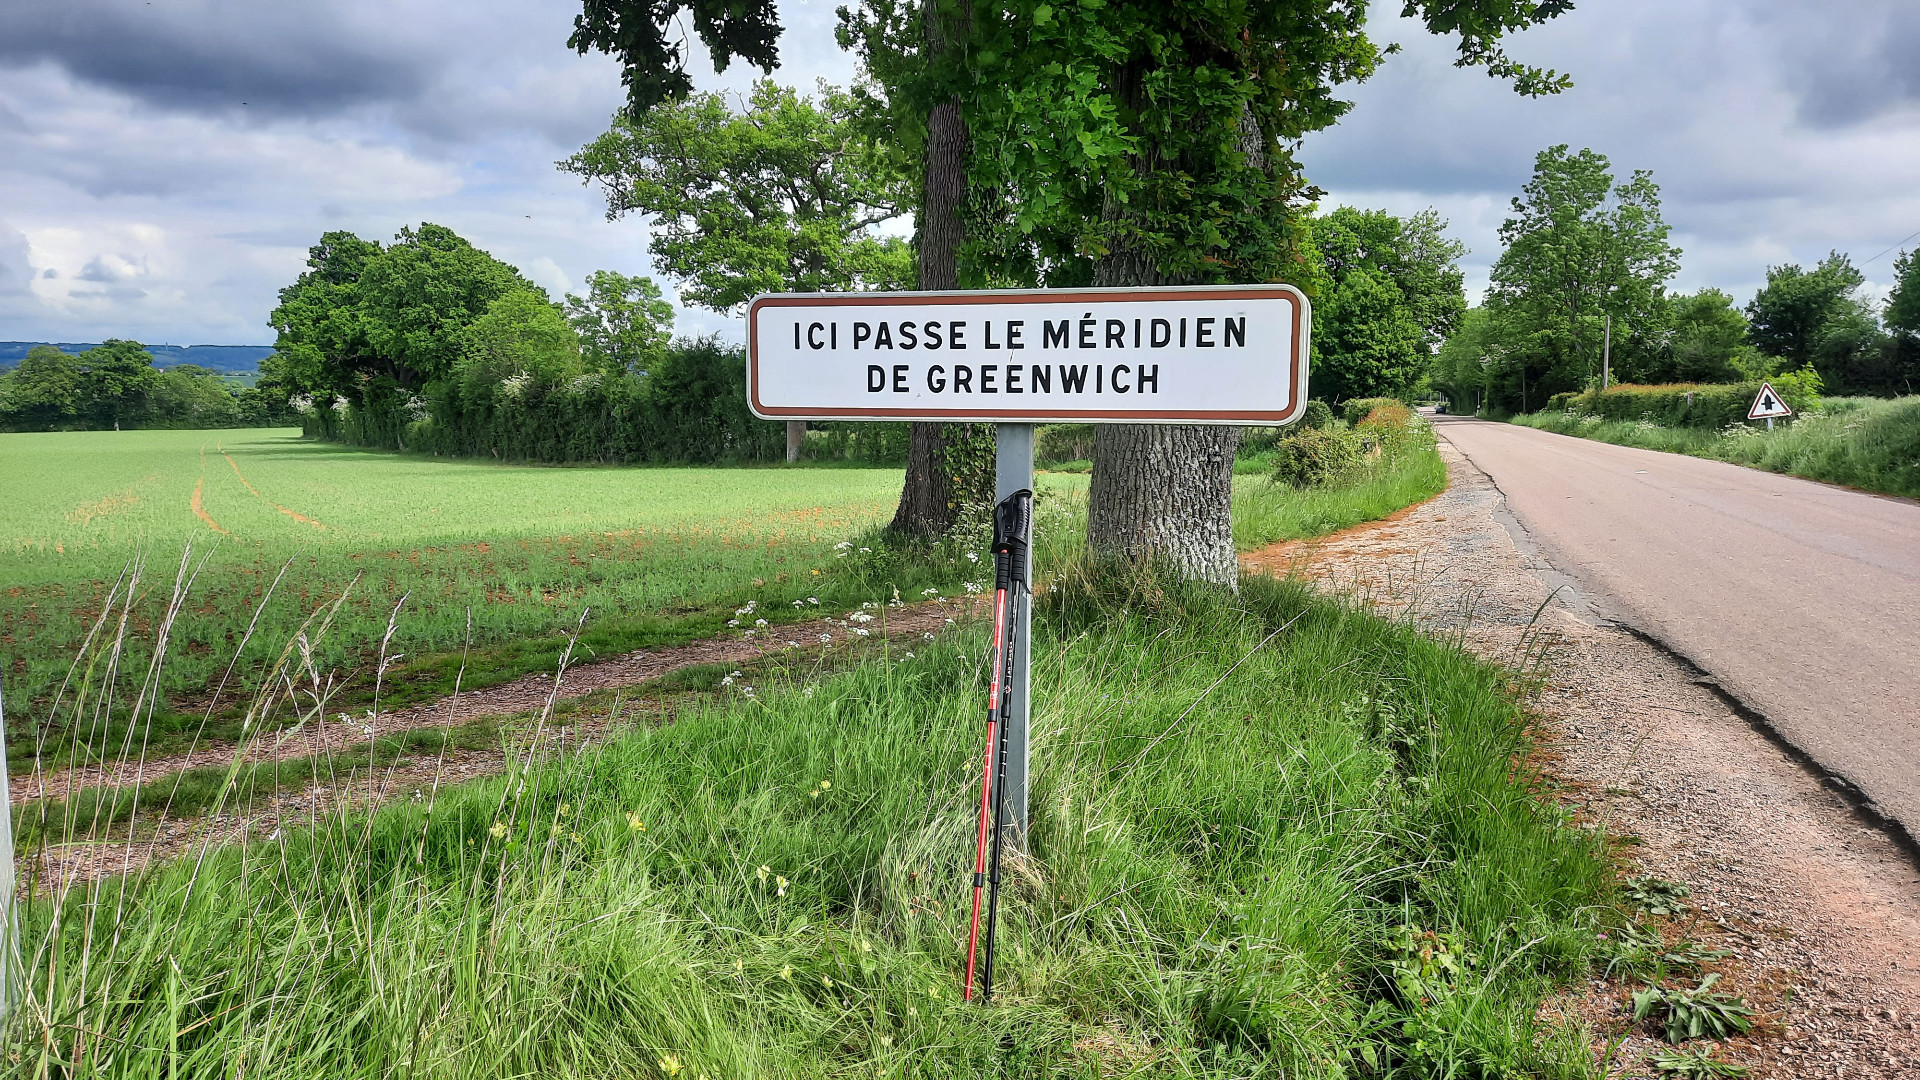 ICI PASSE LE MÉRIDIEN
DE GREENWICH